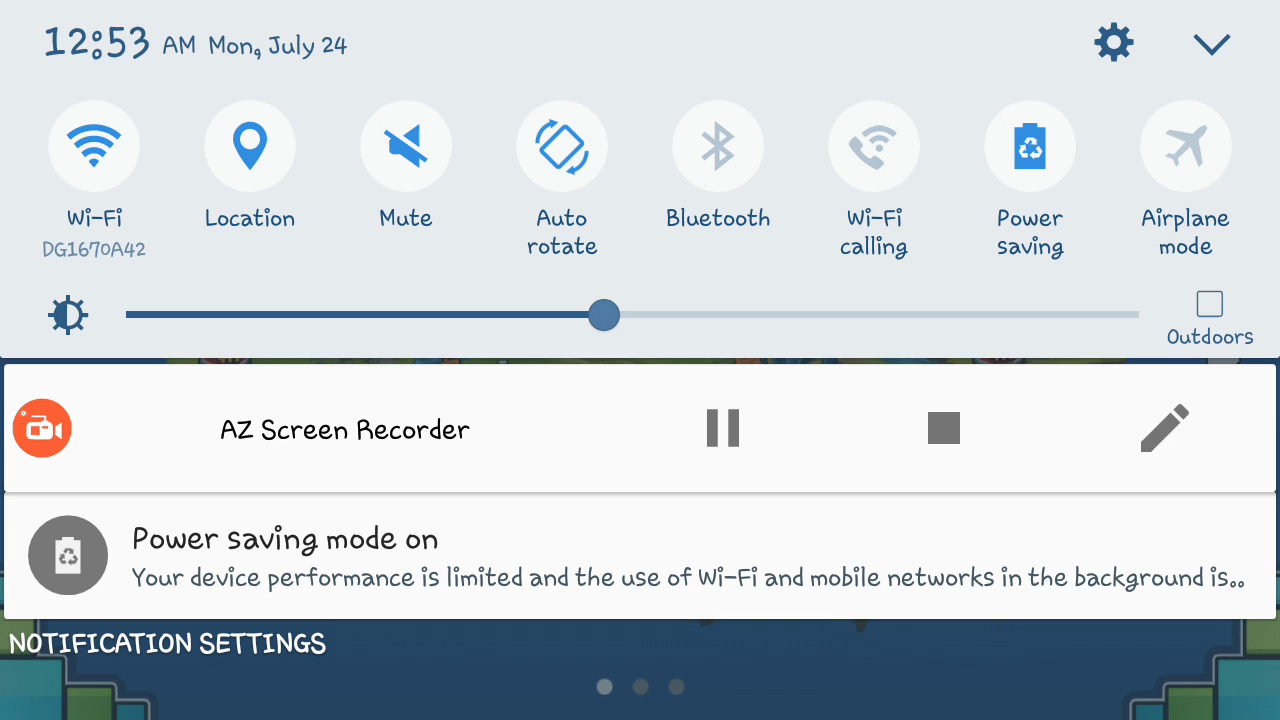 12:53 AM Mon, July 24
Wi-Fi Location Mute Auto rotate Bluetooth Wi-Fi calling Power saving Airplane mode
DG1670A42
Outdoors
AZ Screen Recorder
Power saving mode on
Your device performance is limited and the use of Wi-Fi and mobile networks in the background is..
NOTIFICATION SETTINGS